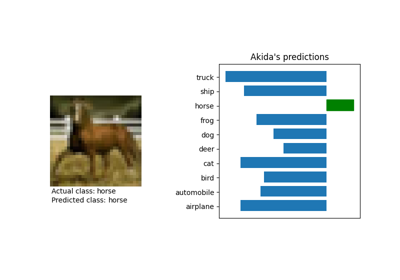 Akida's predictions
truck
ship
horse
frog
dog
deer
cat
bird
automobile
airplane
Actual class: horse
Predicted class: horse